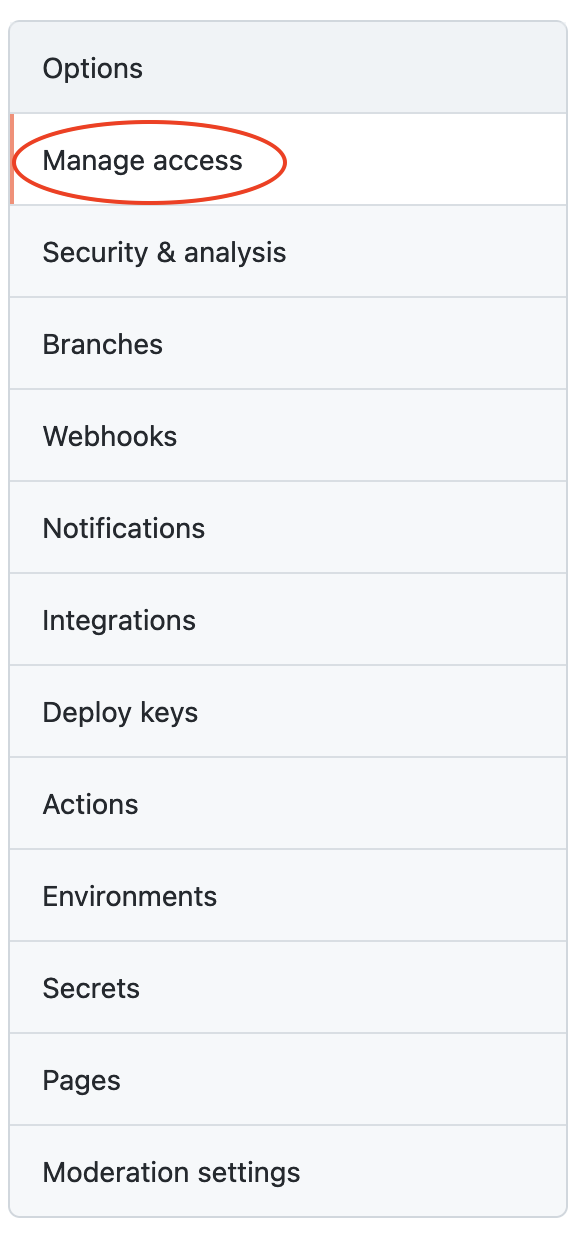 Options
Manage access
Security & analysis
Branches
Webhooks
Notifications
Integrations
Deploy keys
Actions
Environments
Secrets
Pages
Moderation settings